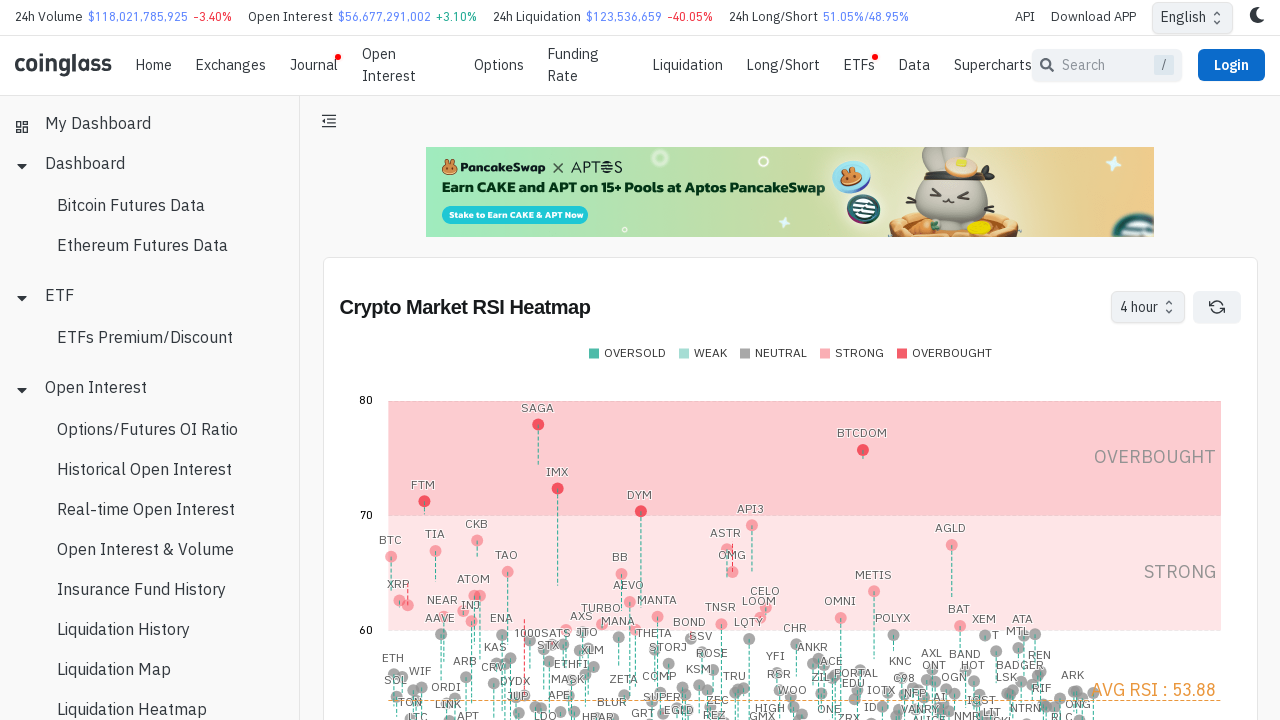 24h Volume $118,021,785,925 -3.40% Open Interest $56,677,291,002 +3.10% 24h Liquidation $123,536,659 -40.05% 24h Long/Short 51.05%/48.95% API Download APP English
coinglass Home Exchanges Journal Open Interest Options Funding Rate Liquidation Long/Short ETFs Data Supercharts Search / Login
My Dashboard
Dashboard
Bitcoin Futures Data
Ethereum Futures Data
ETF
ETFs Premium/Discount
Open Interest
Options/Futures OI Ratio
Historical Open Interest
Real-time Open Interest
Open Interest & Volume
Insurance Fund History
Liquidation History
Liquidation Map
Liquidation Heatmap
PancakeSwap X APTOS
Earn CAKE and APT on 15+ Pools at Aptos PancakeSwap
Stake to Earn CAKE & APT Now
Crypto Market RSI Heatmap
4 hour
OVERSOLD WEAK NEUTRAL STRONG OVERBOUGHT
80
SAGA
BTCDOM
OVERBOUGHT
IMX
FTM
DYM
70
API3
CKB
AGLD
TIA
ASTR
BTC
TAO
BB
OMG
STRONG
METIS
XRP
ATOM
AEVO
CELO
NEAR
INJ
MANTA
LOOM
OMNI
TURBO
TNSR
BAT
AAVE
ENA
AXS
MANA
BOND
LQTY
POLYX
XEM
ATA
60
1000SATS
JTO
THETA
SSV
CHR
T
MTL
KAS
STX
XLM
STORJ
ROSE
ANKR
AXL
BAND
REN
ETH
ARB
CRV
ETHFI
KSM
YFI
ACE
KNC
ONT
HOT
BADGER
SOL
WIF
DYDX
MASK
ZETA
COMP
TRU
RSR
ZIL
PORTAL
C98
OGN
LSK
ARK
ORDI
JUP
APE
SUPER
WOO
EDU
IOTX
NFP
RIF
AVG RSI : 53.88
TON
LINK
BLUR
ZEC
HIGH
ONE
ID
AI
IOST
NTRN
ONG
LTC
APT
LDO
HBAR
GRT
EGLD
REZ
GMX
ZRX
LIT